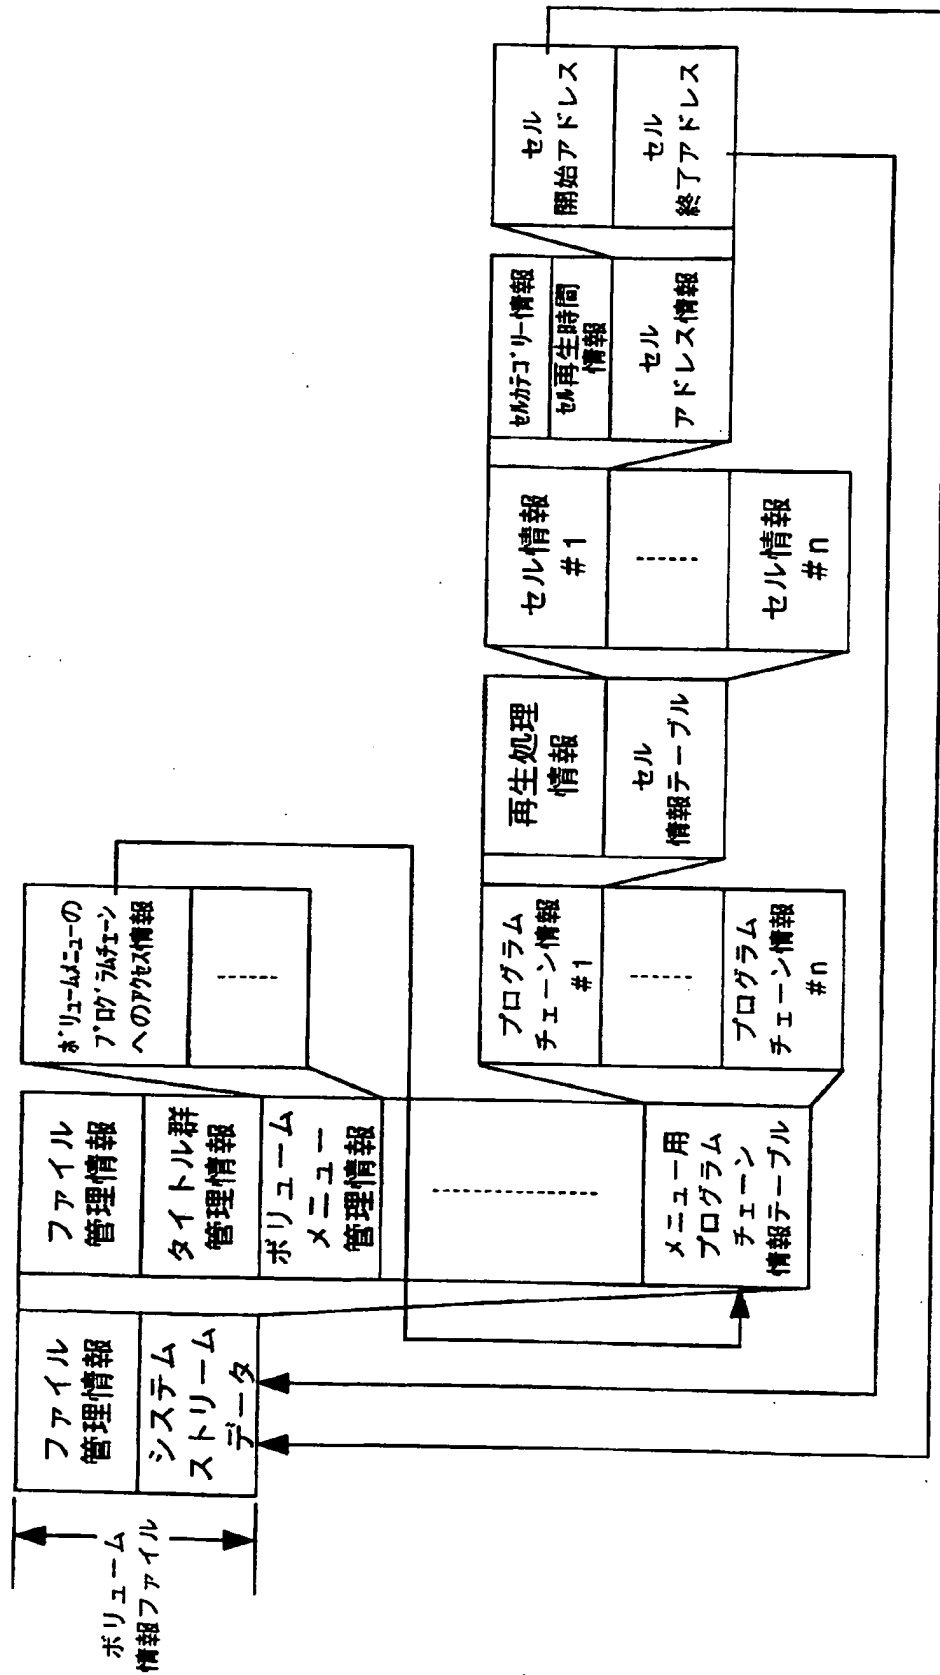 ボリューム
情報ファイル
ファイル
管理情報
システム
ストリーム
データ
ファイル
管理情報
タイトル群
管理情報
ボリューム
メニュー
管理情報
メニュー用
プログラム
チェーン
情報テーブル
ボリュームメニューの
プログラムチェーン
へのアクセス情報
プログラム
チェーン情報
#1
プログラム
チェーン情報
#n
再生処理
情報
セル
情報テーブル
セル情報
#1
セル情報
#n
セルカテゴリー情報
セル再生時間
情報
セル
アドレス情報
セル
開始アドレス
セル
終了アドレス